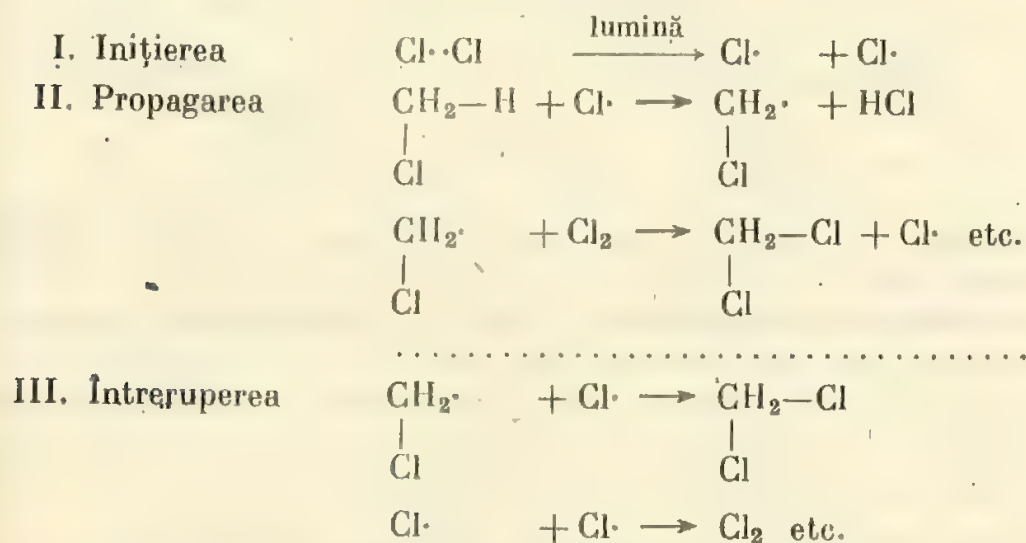 lumină
I. Inițierea Cl··Cl ⟶ Cl· + Cl·
II. Propagarea CH₂—H + Cl· ⟶ CH₂· + HCl
| |
Cl Cl
CH₂· + Cl₂ ⟶ CH₂—Cl + Cl· etc.
| |
Cl Cl
. . . . . . . . . . . . . . . . . . . . . . . . . . . . . . . . . . .
III. Întreruperea CH₂· + Cl· ⟶ CH₂—Cl
| |
Cl Cl
Cl· + Cl· ⟶ Cl₂ etc.